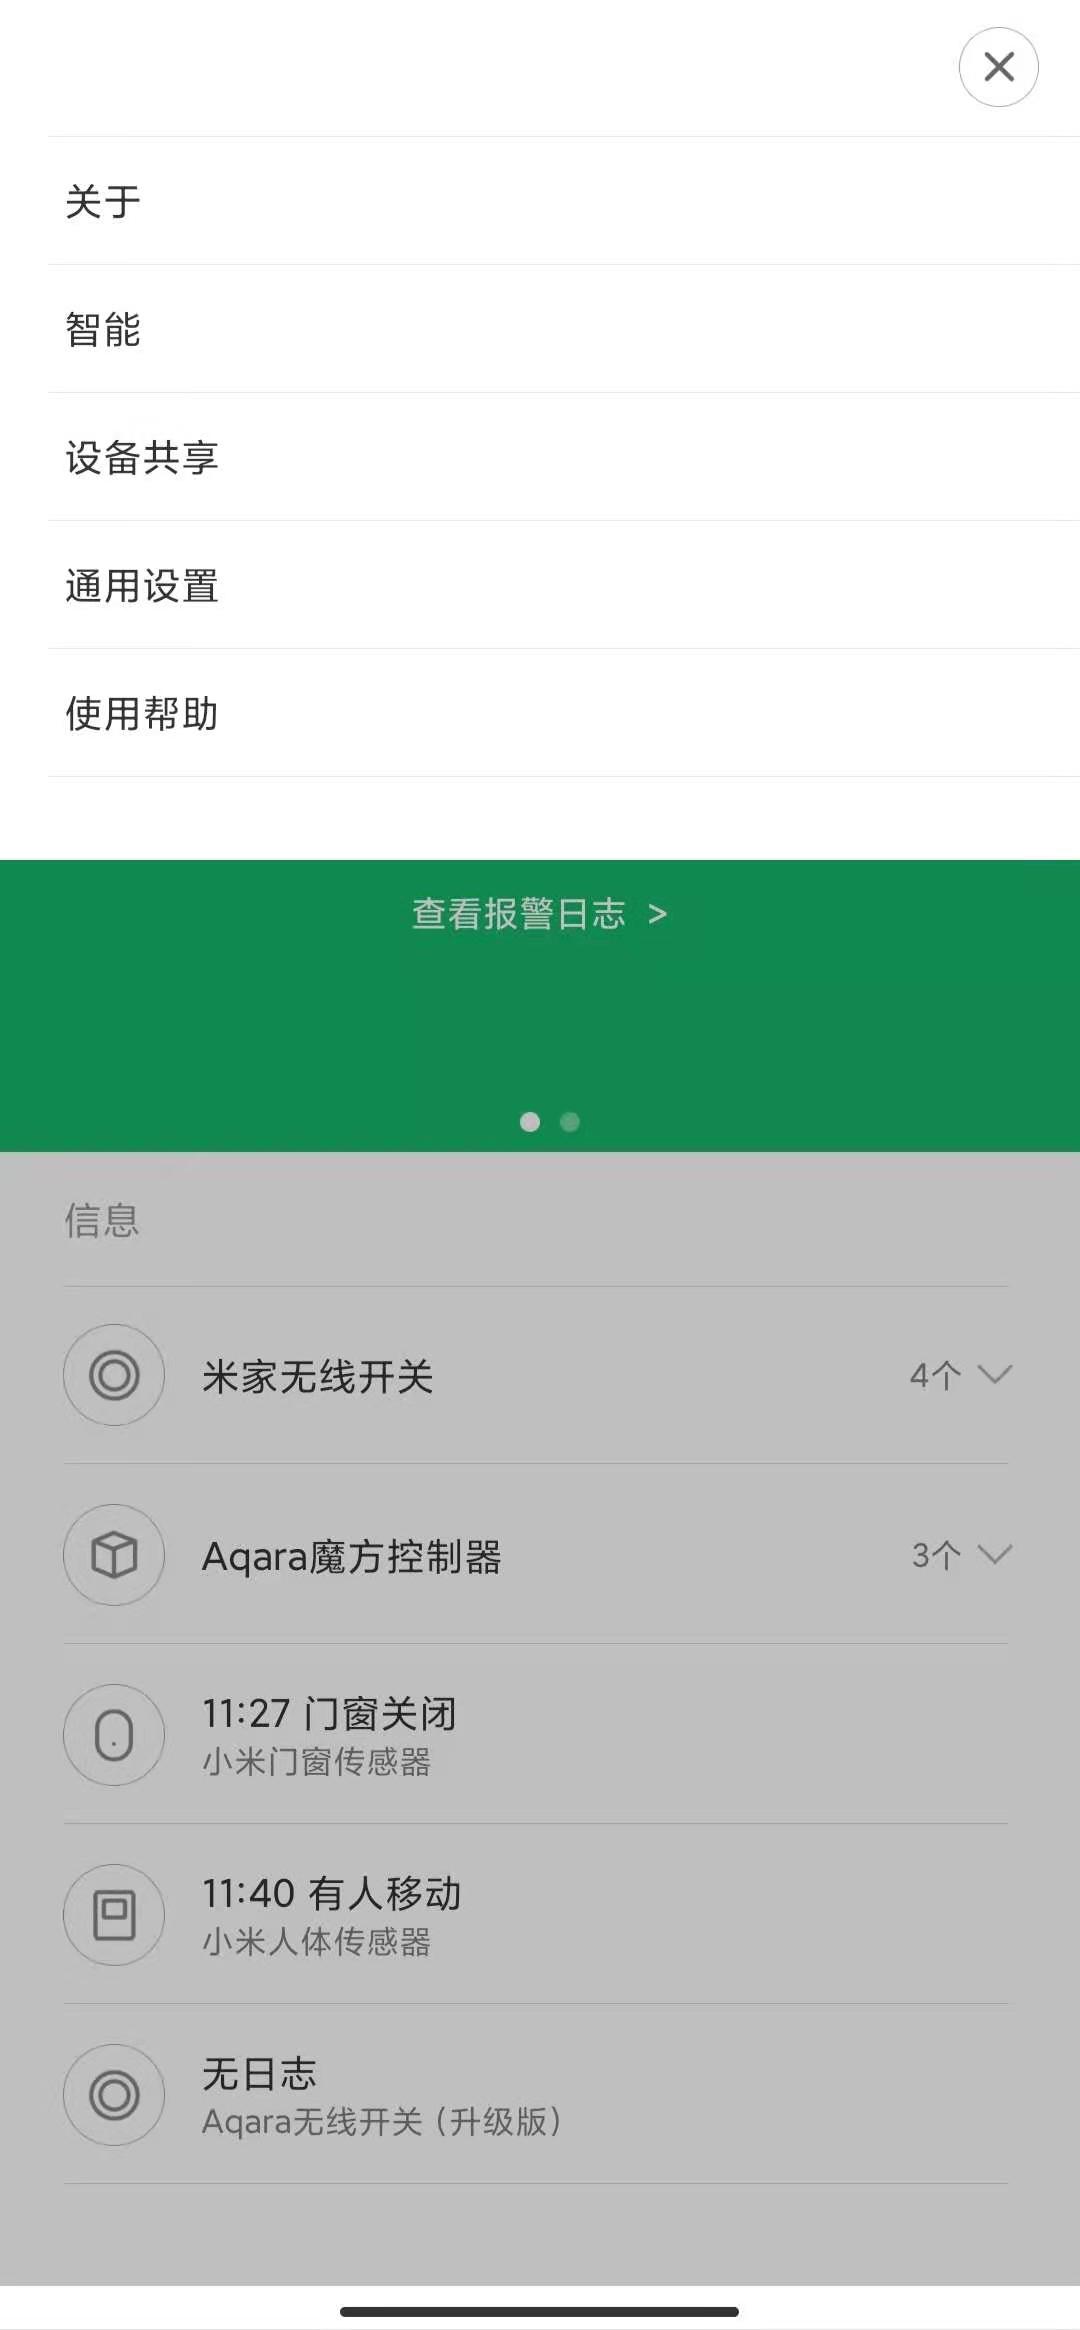 关于
智能
设备共享
通用设置
使用帮助
查看报警日志 >
信息
米家无线开关
4个
Aqara魔方控制器
3个
11:27 门窗关闭
小米门窗传感器
11:40 有人移动
小米人体传感器
无日志
Aqara无线开关（升级版）